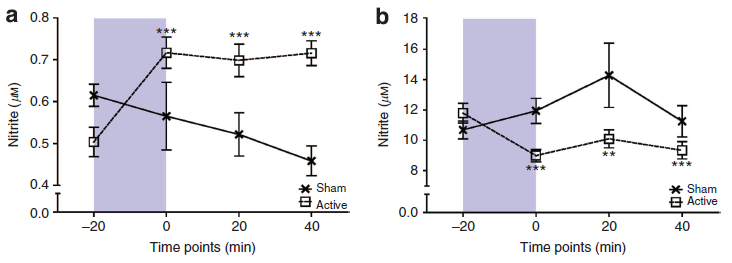 a
0.8
0.7
0.6
0.5
0.4
0.0
Nitrite (μM)
***
***
***
Sham
Active
−20
0
20
40
Time points (min)
b
18
16
14
12
10
8
0.0
Nitrite (μM)
***
**
***
Sham
Active
−20
0
20
40
Time points (min)